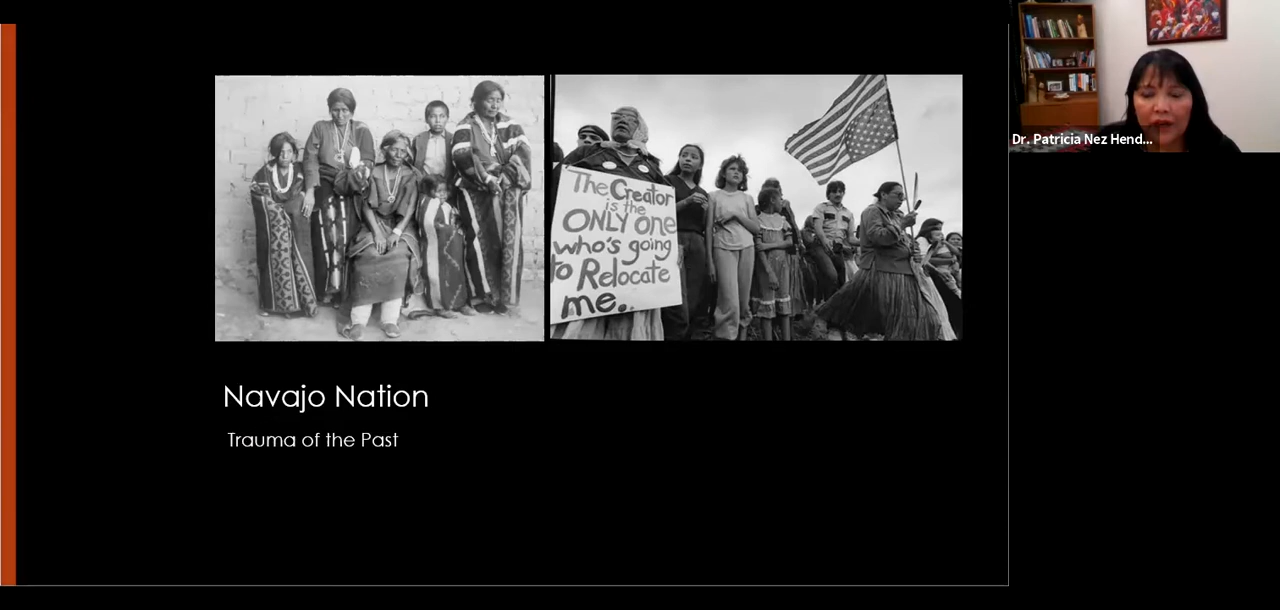 The Creator
is the
ONLY one
who's going
to Relocate
me.
Dr. Patricia Nez Hend...
Navajo Nation
Trauma of the Past